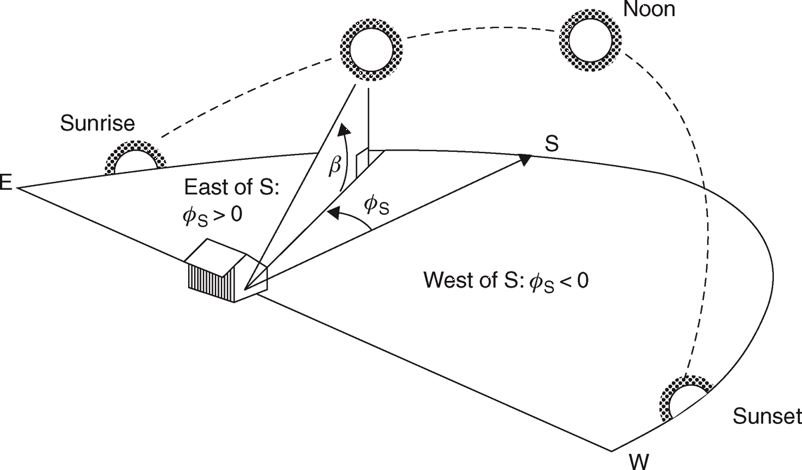 Noon
Sunrise
S
E
β
East of S:
ϕS > 0
ϕS
West of S: ϕS < 0
Sunset
W